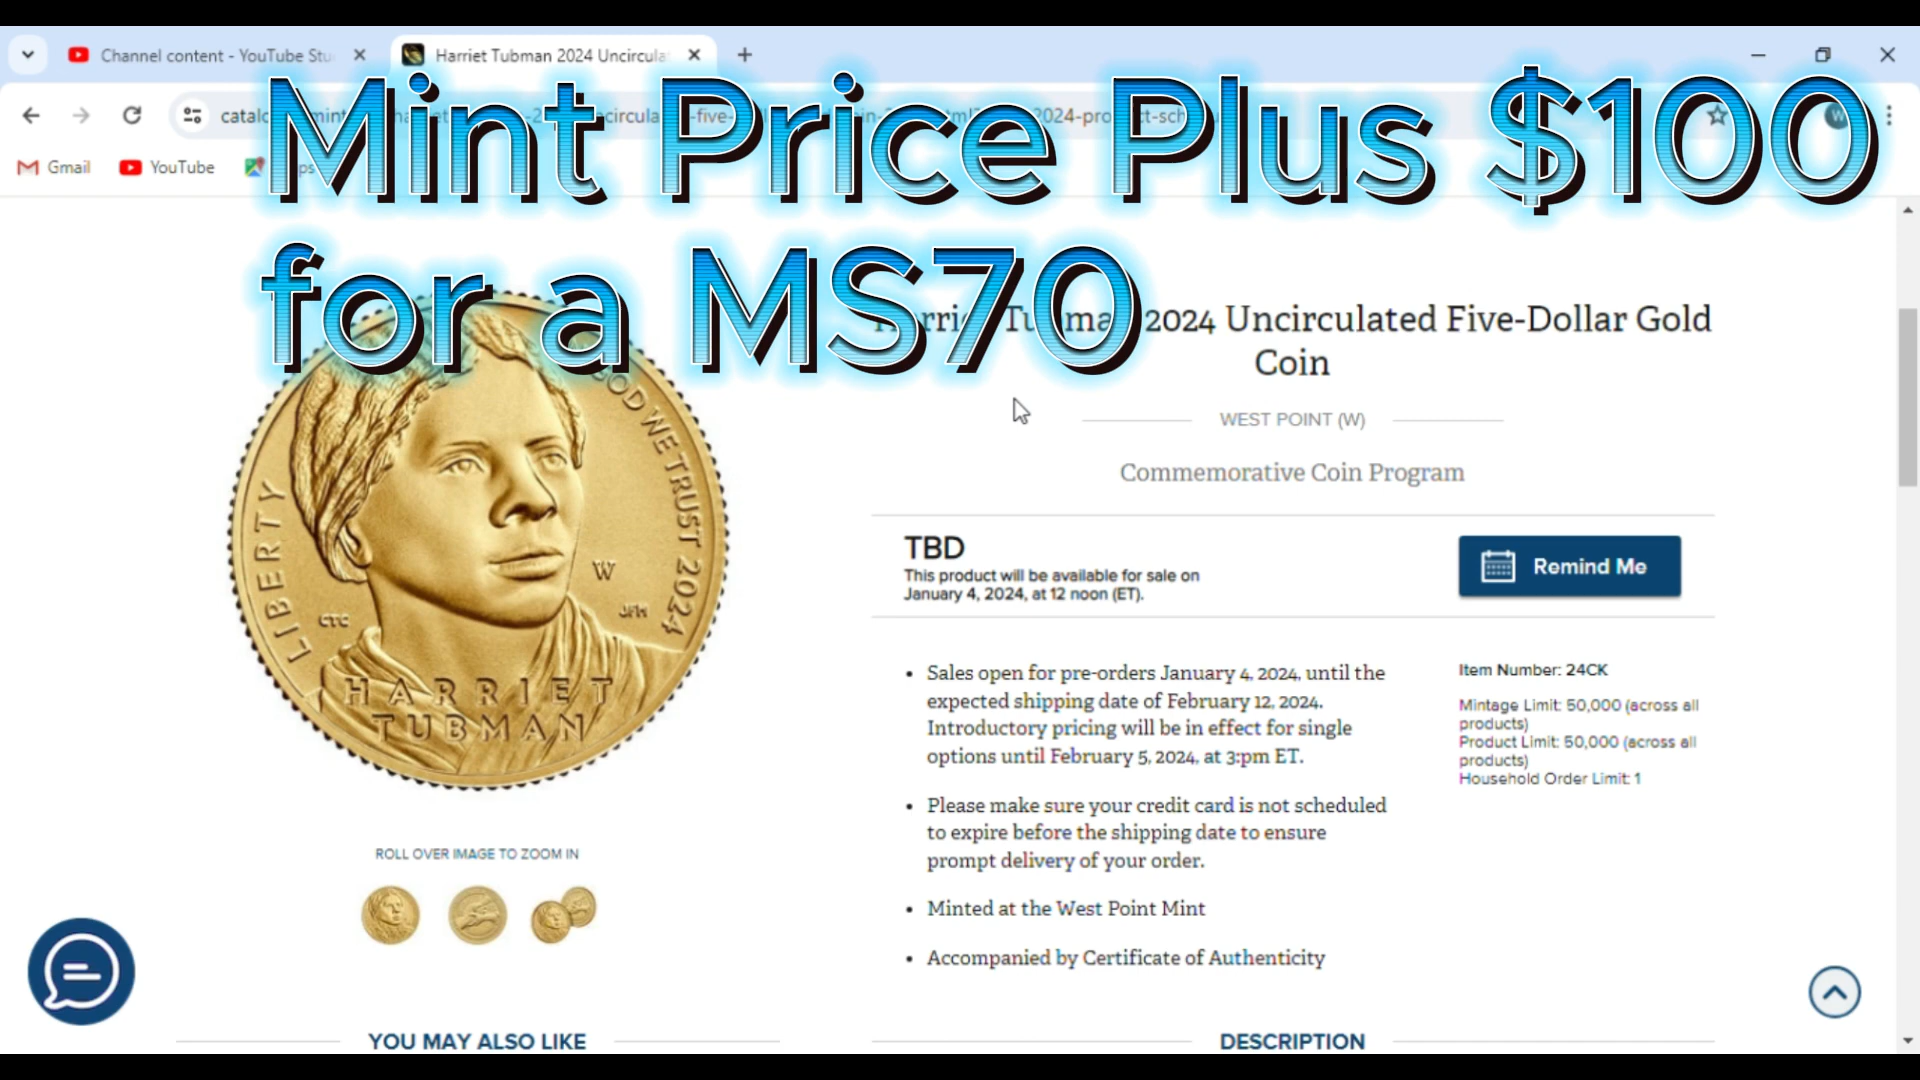 Channel content - YouTube Stu
Harriet Tubman 2024 Uncircula
Mint Price Plus $100
for a MS70
Gmail
YouTube
Harriet Tubman 2024 Uncirculated Five-Dollar Gold
Coin
WEST POINT (W)
Commemorative Coin Program
TBD
This product will be available for sale on
January 4, 2024, at 12 noon (ET).
Remind Me
Sales open for pre-orders January 4, 2024, until the
expected shipping date of February 12, 2024.
Introductory pricing will be in effect for single
options until February 5, 2024, at 3:pm ET.
Please make sure your credit card is not scheduled
to expire before the shipping date to ensure
prompt delivery of your order.
Minted at the West Point Mint
Accompanied by Certificate of Authenticity
Item Number: 24CK
Mintage Limit: 50,000 (across all
products)
Product Limit: 50,000 (across all
products)
Household Order Limit: 1
LIBERTY
GOD WE TRUST 2024
W
CTC
JFM
HARRIET
TUBMAN
ROLL OVER IMAGE TO ZOOM IN
YOU MAY ALSO LIKE
DESCRIPTION